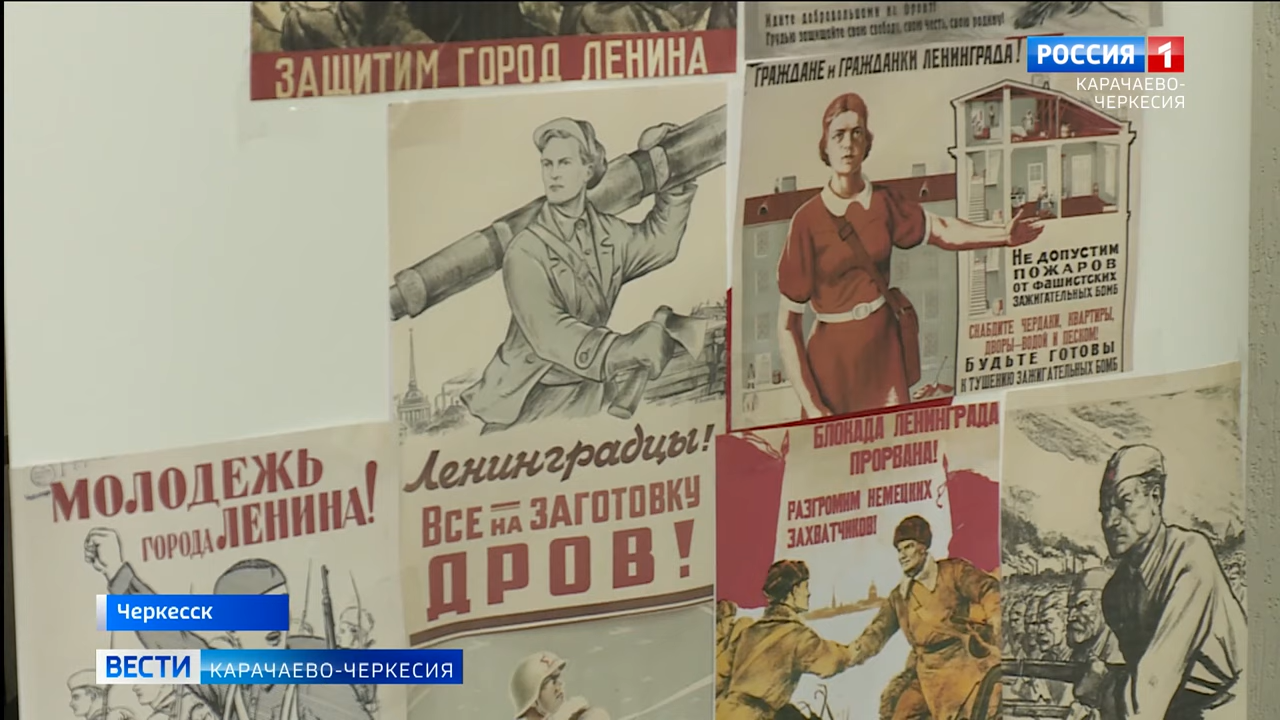 ЗАЩИТИМ ГОРОД ЛЕНИНА
Идите добровольцами на фронт!
Грудью защищайте свою свободу, свою честь, свою родину!
РОССИЯ 1
КАРАЧАЕВО-
ЧЕРКЕСИЯ
ГРАЖДАНЕ и ГРАЖДАНКИ ЛЕНИНГРАДА!
НЕ ДОПУСТИМ
ПОЖАРОВ
ОТ ФАШИСТСКИХ
ЗАЖИГАТЕЛЬНЫХ БОМБ
СНАБДИТЕ ЧЕРДАКИ, КВАРТИРЫ,
ДВОРЫ—ВОДОЙ И ПЕСКОМ!
БУДЬТЕ ГОТОВЫ
К ТУШЕНИЮ ЗАЖИГАТЕЛЬНЫХ БОМБ
Ленинградцы!
ВСЕ НА ЗАГОТОВКУ
ДРОВ!
БЛОКАДА ЛЕНИНГРАДА
ПРОРВАНА!
РАЗГРОМИМ НЕМЕЦКИХ
ЗАХВАТЧИКОВ!
МОЛОДЕЖЬ
ГОРОДА ЛЕНИНА!
Черкесск
ВЕСТИ КАРАЧАЕВО-ЧЕРКЕСИЯ